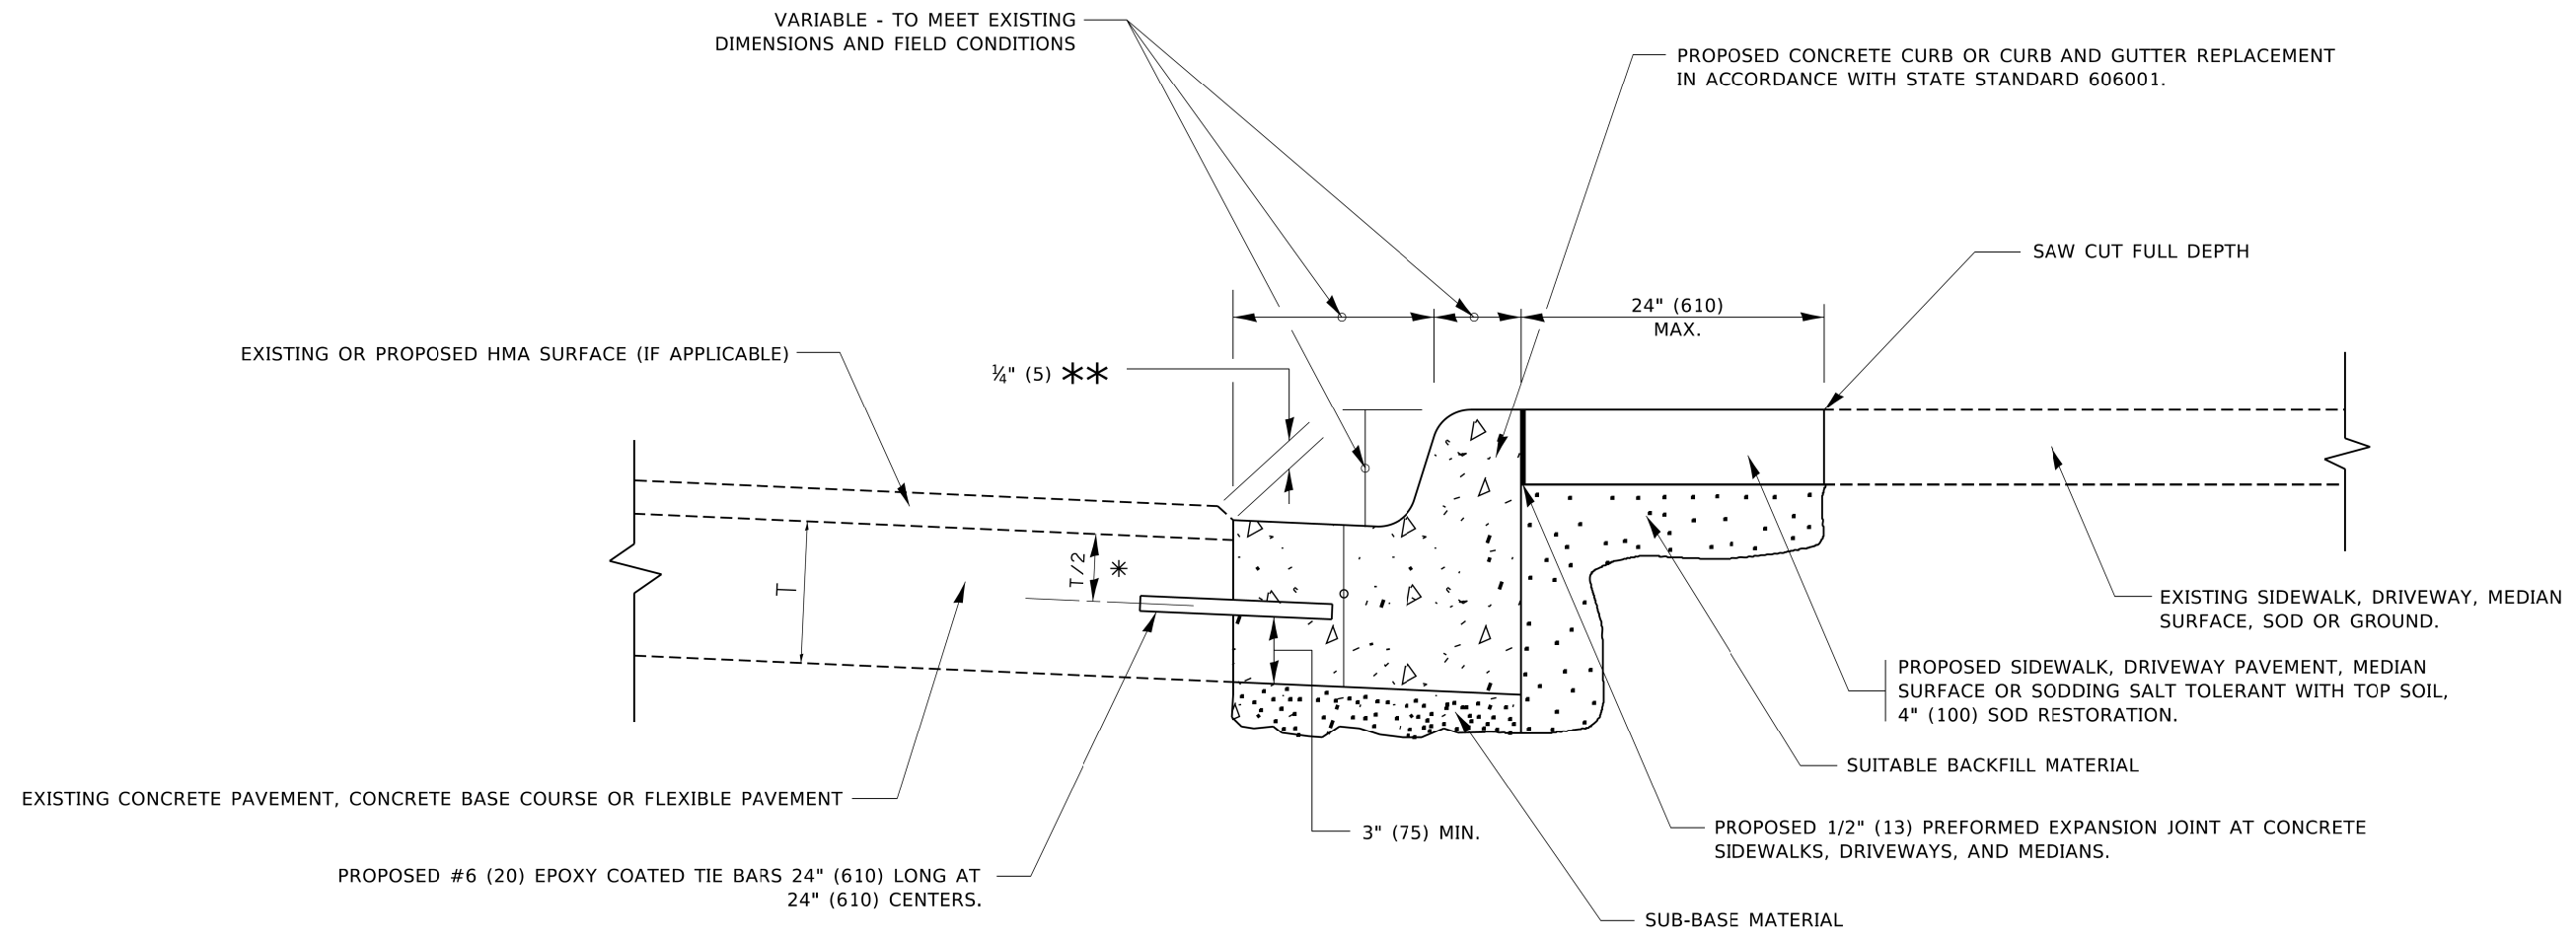 VARIABLE - TO MEET EXISTING
DIMENSIONS AND FIELD CONDITIONS
PROPOSED CONCRETE CURB OR CURB AND GUTTER REPLACEMENT
IN ACCORDANCE WITH STATE STANDARD 606001.
SAW CUT FULL DEPTH
24" (610)
MAX.
EXISTING OR PROPOSED HMA SURFACE (IF APPLICABLE)
¼" (5) **
T
T/2
*
EXISTING SIDEWALK, DRIVEWAY, MEDIAN
SURFACE, SOD OR GROUND.
PROPOSED SIDEWALK, DRIVEWAY PAVEMENT, MEDIAN
SURFACE OR SODDING SALT TOLERANT WITH TOP SOIL,
4" (100) SOD RESTORATION.
SUITABLE BACKFILL MATERIAL
EXISTING CONCRETE PAVEMENT, CONCRETE BASE COURSE OR FLEXIBLE PAVEMENT
3" (75) MIN.
PROPOSED 1/2" (13) PREFORMED EXPANSION JOINT AT CONCRETE
SIDEWALKS, DRIVEWAYS, AND MEDIANS.
PROPOSED #6 (20) EPOXY COATED TIE BARS 24" (610) LONG AT
24" (610) CENTERS.
SUB-BASE MATERIAL